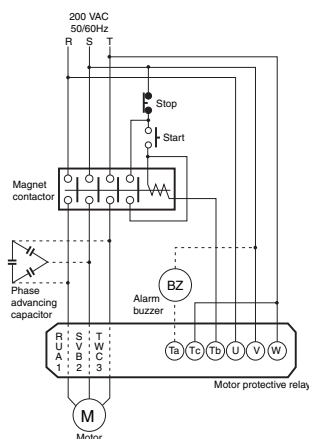 200 VAC
50/60Hz
R S T
Stop
Start
Magnet
contactor
BZ
Alarm
buzzer
Phase
advancing
capacitor
R S T
U V W
A B C
1 2 3
Ta Tc Tb U V W
Motor protective relay
M
Motor